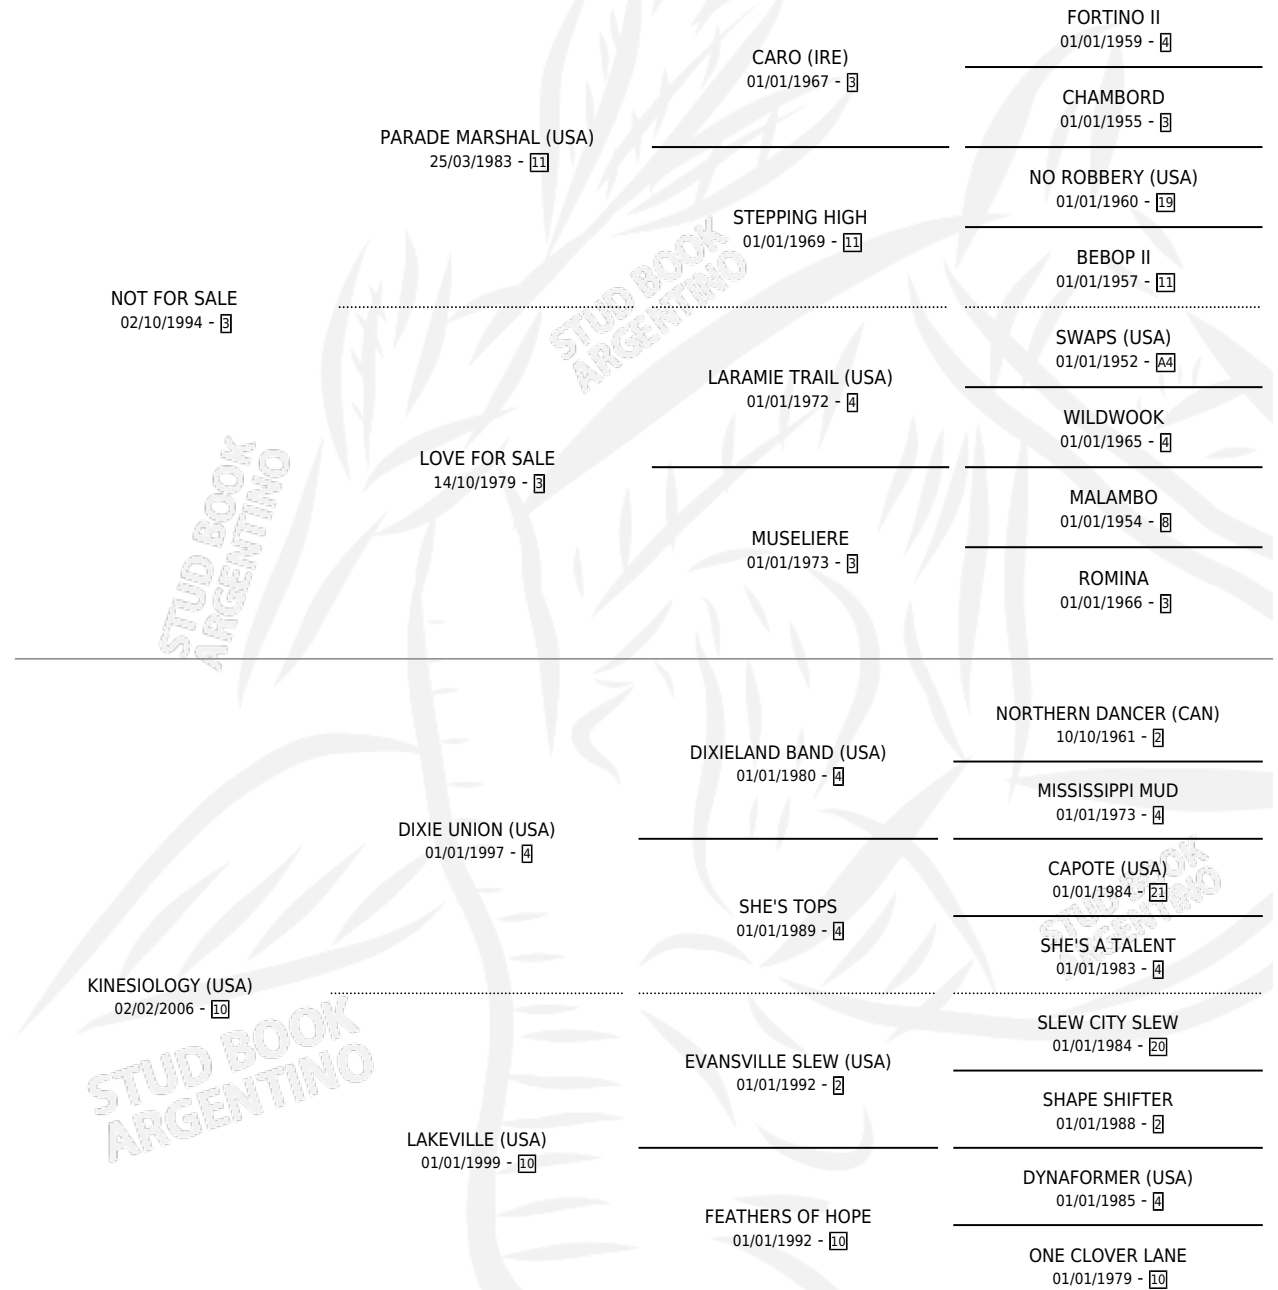 FORTINO II
01/01/1959 - 4
CARO (IRE)
01/01/1967 - 3
CHAMBORD
01/01/1955 - 3
PARADE MARSHAL (USA)
25/03/1983 - 11
NO ROBBERY (USA)
01/01/1960 - 19
STEPPING HIGH
01/01/1969 - 11
BEBOP II
01/01/1957 - 11
NOT FOR SALE
02/10/1994 - 3
STUD BOOK
ARGENTINO
SWAPS (USA)
01/01/1952 - A4
LARAMIE TRAIL (USA)
01/01/1972 - 4
WILDWOOK
01/01/1965 - 4
LOVE FOR SALE
14/10/1979 - 3
MALAMBO
01/01/1954 - 8
MUSELIERE
01/01/1973 - 3
ROMINA
01/01/1966 - 3
STUD BOOK
ARGENTINO
NORTHERN DANCER (CAN)
10/10/1961 - 2
DIXIELAND BAND (USA)
01/01/1980 - 4
MISSISSIPPI MUD
01/01/1973 - 4
DIXIE UNION (USA)
01/01/1997 - 4
CAPOTE (USA)
01/01/1984 - 21
SHE'S TOPS
01/01/1989 - 4
SHE'S A TALENT
01/01/1983 - 4
STUD BOOK
ARGENTINO
KINESIOLOGY (USA)
02/02/2006 - 10
SLEW CITY SLEW
01/01/1984 - 20
EVANSVILLE SLEW (USA)
01/01/1992 - 2
SHAPE SHIFTER
01/01/1988 - 2
STUD BOOK
ARGENTINO
LAKEVILLE (USA)
01/01/1999 - 10
DYNAFORMER (USA)
01/01/1985 - 4
FEATHERS OF HOPE
01/01/1992 - 10
ONE CLOVER LANE
01/01/1979 - 10